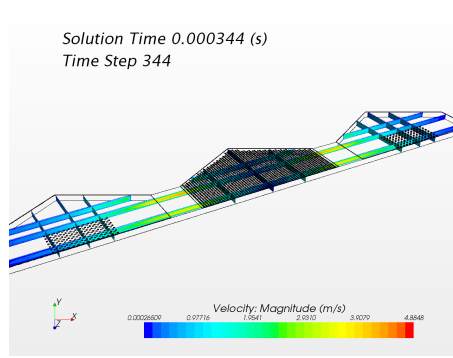 Solution Time 0.000344 (s)
Time Step 344
Y
X
Z
Velocity: Magnitude (m/s)
0.00026509 0.97716 1.9541 2.9310 3.9079 4.8848